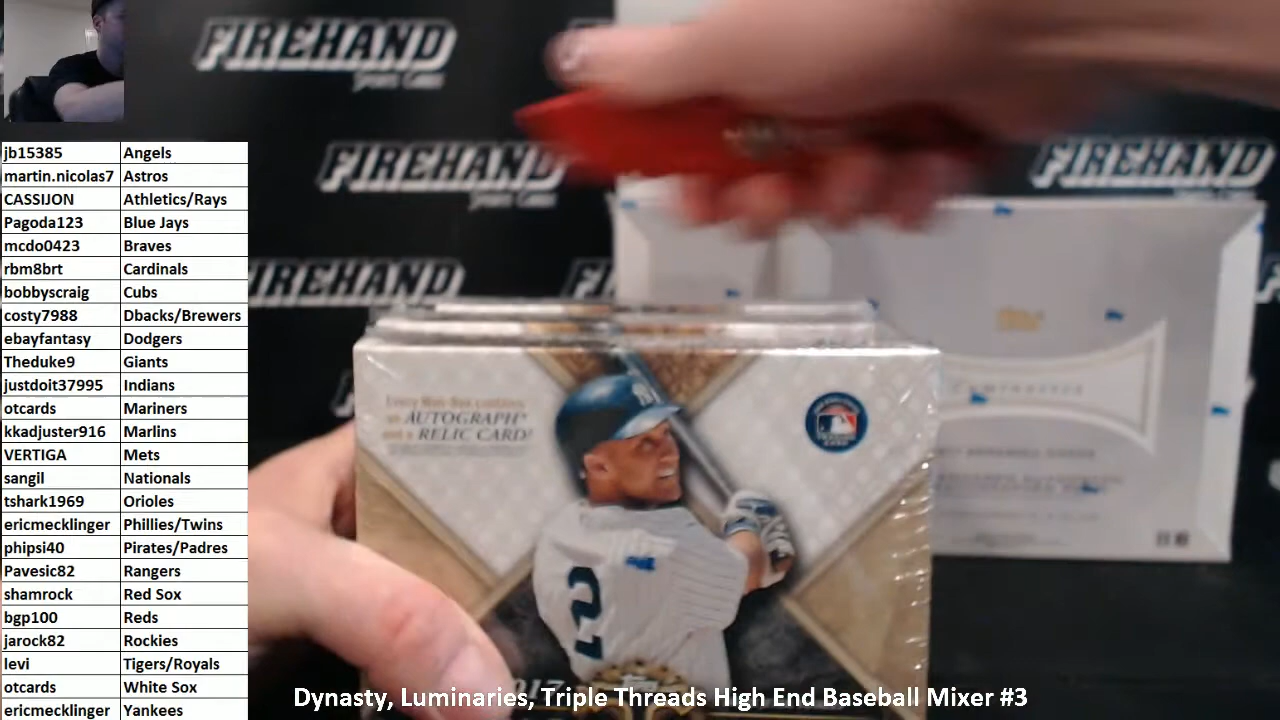 FIREHAND
Sports Cards
FIREHAND
FIREHAND
FIREHAND
jb15385 Angels
martin.nicolas7 Astros
CASSIJON Athletics/Rays
Pagoda123 Blue Jays
mcdo0423 Braves
rbm8brt Cardinals
bobbyscraig Cubs
costy7988 Dbacks/Brewers
ebayfantasy Dodgers
Theduke9 Giants
justdoit37995 Indians
otcards Mariners
kkadjuster916 Marlins
VERTIGA Mets
sangil Nationals
tshark1969 Orioles
ericmecklinger Phillies/Twins
phipsi40 Pirates/Padres
Pavesic82 Rangers
shamrock Red Sox
bgp100 Reds
jarock82 Rockies
levi Tigers/Royals
otcards White Sox
ericmecklinger Yankees
Every Mini-Box contains
an AUTOGRAPH*
and a RELIC CARD!
2
2017
Dynasty, Luminaries, Triple Threads High End Baseball Mixer #3